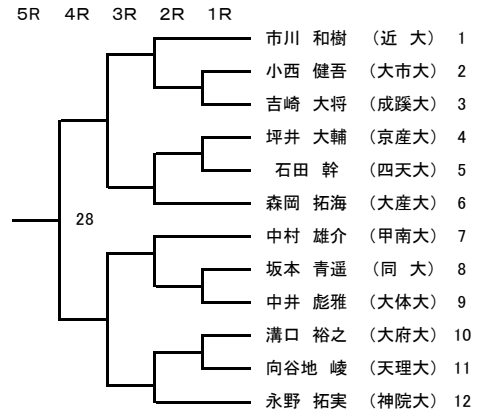 5R 4R 3R 2R 1R
市川 和樹 （近 大） 1
小西 健吾 （大市大） 2
吉崎 大将 （成蹊大） 3
坪井 大輔 （京産大） 4
石田 幹 （四天大） 5
森岡 拓海 （大産大） 6
28
中村 雄介 （甲南大） 7
坂本 青遥 （同 大） 8
中井 彪雅 （大体大） 9
溝口 裕之 （大府大） 10
向谷地 崚 （天理大） 11
永野 拓実 （神院大） 12